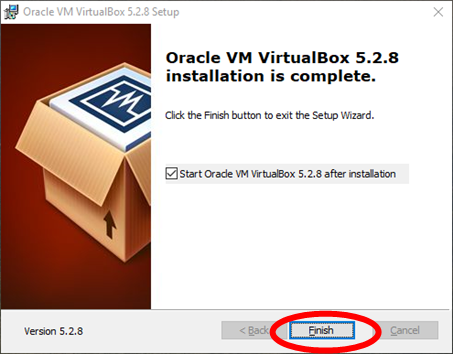 Oracle VM VirtualBox 5.2.8 Setup
Oracle VM VirtualBox 5.2.8
installation is complete.
Click the Finish button to exit the Setup Wizard.
Start Oracle VM VirtualBox 5.2.8 after installation
Version 5.2.8
< Back
Finish
Cancel